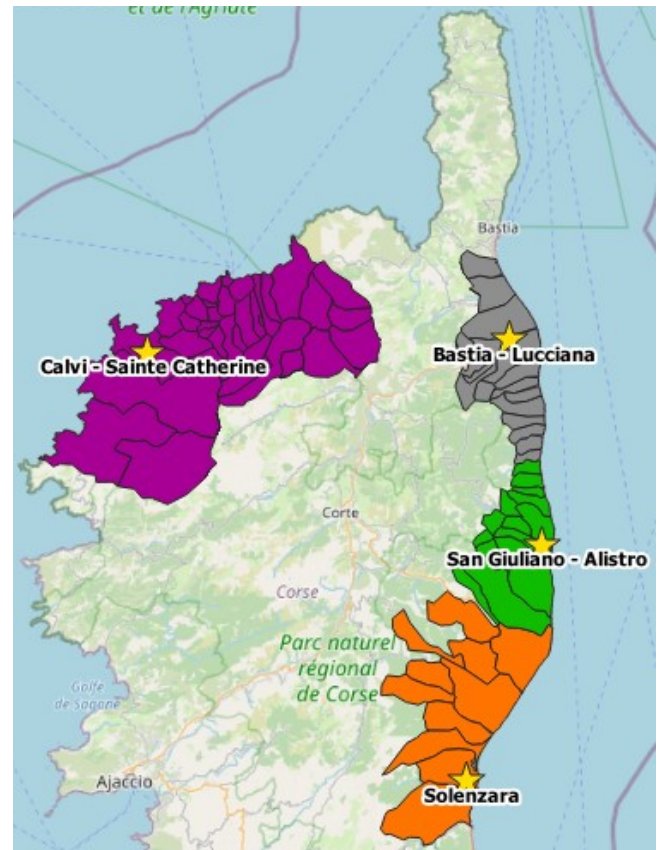 et de l'Agriate
Bastia
Bastia - Lucciana
Calvi - Sainte Catherine
Corte
San Giuliano - Alistro
Corse
Parc naturel
régional
de Corse
Golfe
de Sagone
Ajaccio
Solenzara